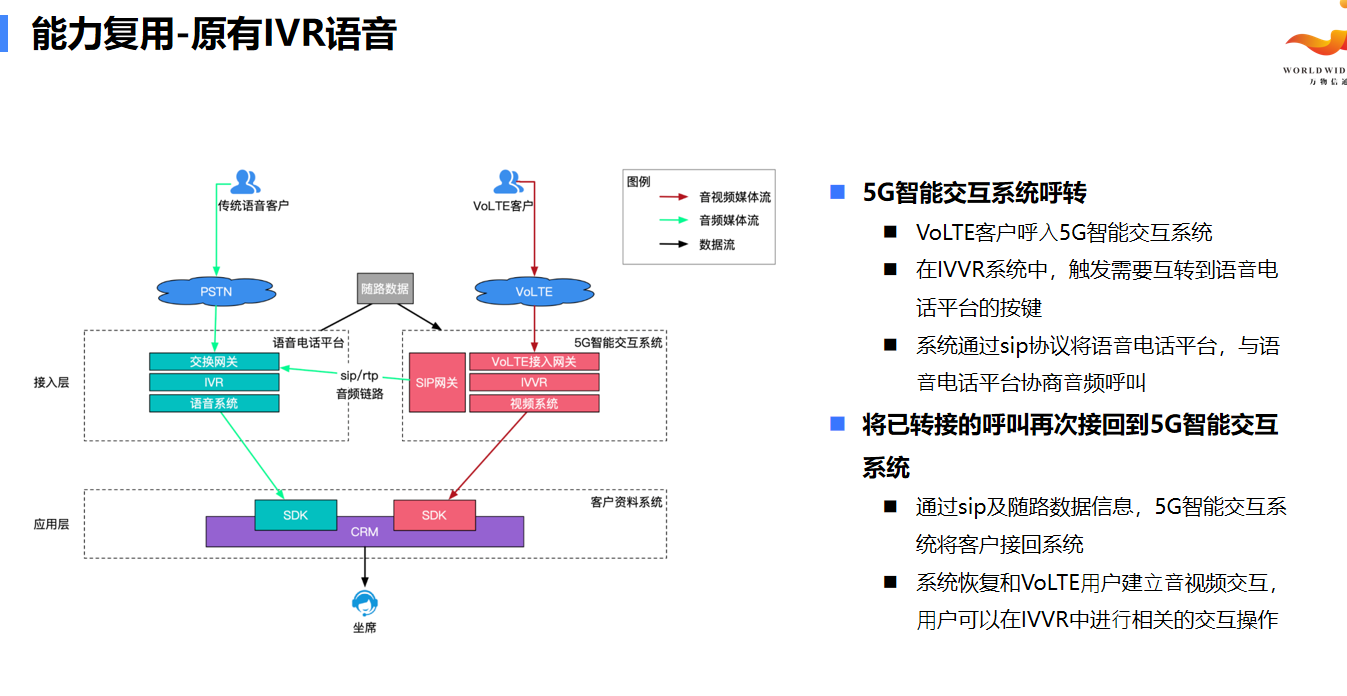 能力复用-原有IVR语音
WORLDWID
万物信通
传统语音客户
VoLTE客户
图例
音视频媒体流
音频媒体流
数据流
PSTN
随路数据
VoLTE
语音电话平台
5G智能交互系统
接入层
交换网关
IVR
语音系统
sip/rtp
音频链路
SIP网关
VoLTE接入网关
IVVR
视频系统
应用层
客户资料系统
SDK
SDK
CRM
坐席
5G智能交互系统呼转
VoLTE客户呼入5G智能交互系统
在IVVR系统中，触发需要互转到语音电
话平台的按键
系统通过sip协议将语音电话平台，与语
音电话平台协商音频呼叫
将已转接的呼叫再次接回到5G智能交互
系统
通过sip及随路数据信息，5G智能交互系
统将客户接回系统
系统恢复和VoLTE用户建立音视频交互，
用户可以在IVVR中进行相关的交互操作